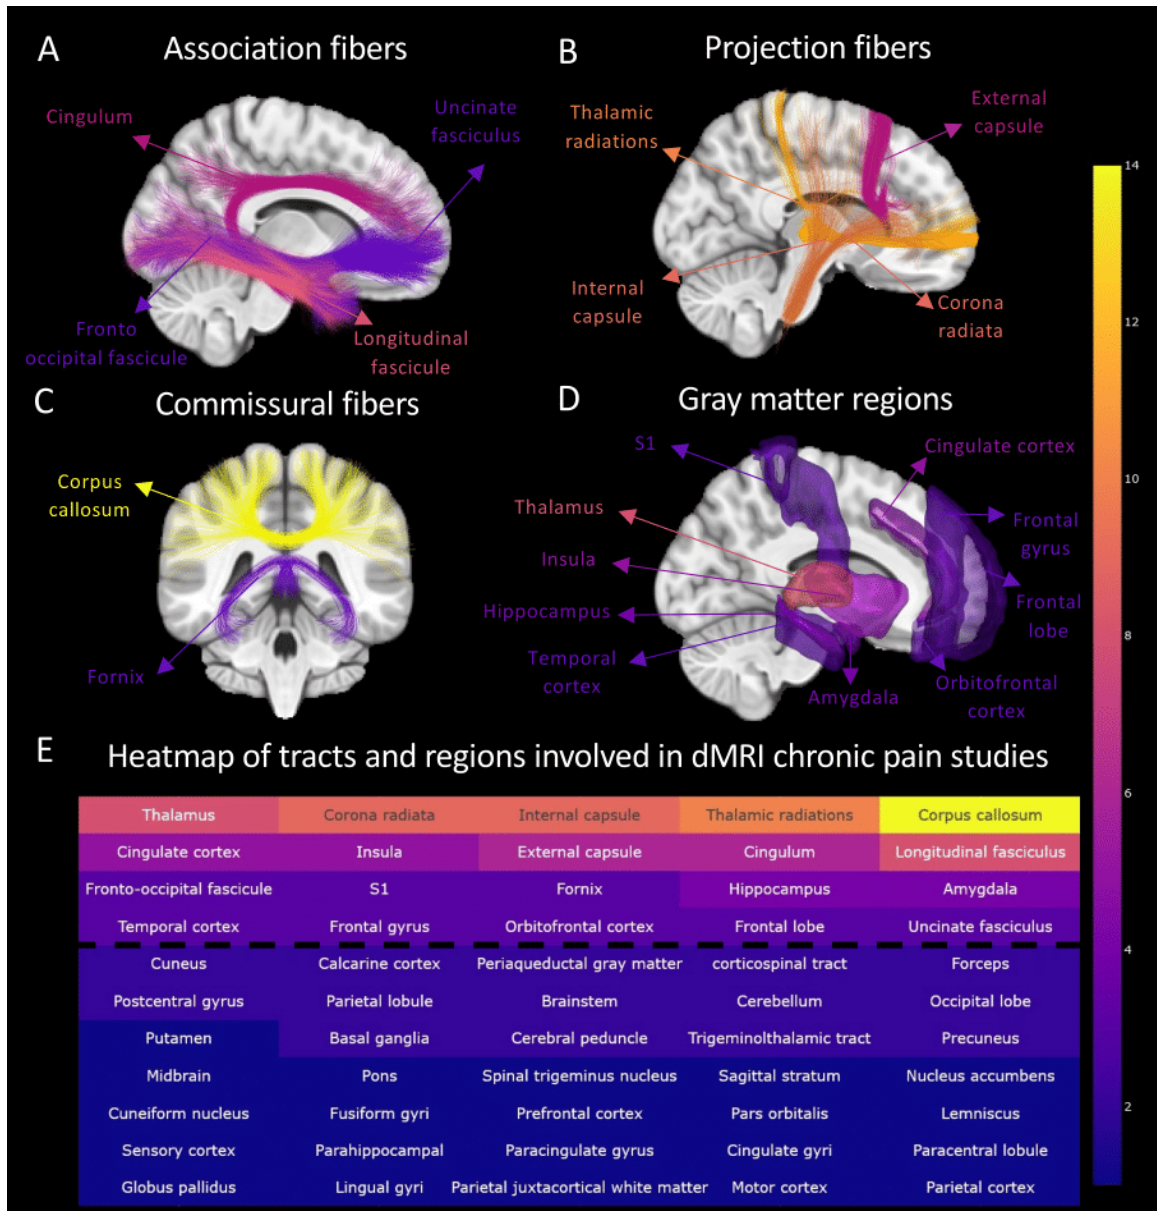 A
Association fibers
Cingulum
Uncinate
fasciculus
Fronto
occipital fascicule
Longitudinal
fascicule
B
Projection fibers
Thalamic
radiations
External
capsule
Internal
capsule
Corona
radiata
C
Commissural fibers
Corpus
callosum
Fornix
D
Gray matter regions
S1
Cingulate cortex
Thalamus
Frontal
gyrus
Insula
Hippocampus
Frontal
lobe
Temporal
cortex
Amygdala
Orbitofrontal
cortex
14
12
10
8
6
4
2
E
Heatmap of tracts and regions involved in dMRI chronic pain studies
Thalamus Corona radiata Internal capsule Thalamic radiations Corpus callosum
Cingulate cortex Insula External capsule Cingulum Longitudinal fasciculus
Fronto-occipital fascicule S1 Fornix Hippocampus Amygdala
Temporal cortex Frontal gyrus Orbitofrontal cortex Frontal lobe Uncinate fasciculus
Cuneus Calcarine cortex Periaqueductal gray matter corticospinal tract Forceps
Postcentral gyrus Parietal lobule Brainstem Cerebellum Occipital lobe
Putamen Basal ganglia Cerebral peduncle Trigeminolthalamic tract Precuneus
Midbrain Pons Spinal trigeminus nucleus Sagittal stratum Nucleus accumbens
Cuneiform nucleus Fusiform gyri Prefrontal cortex Pars orbitalis Lemniscus
Sensory cortex Parahippocampal Paracingulate gyrus Cingulate gyri Paracentral lobule
Globus pallidus Lingual gyri Parietal juxtacortical white matter Motor cortex Parietal cortex